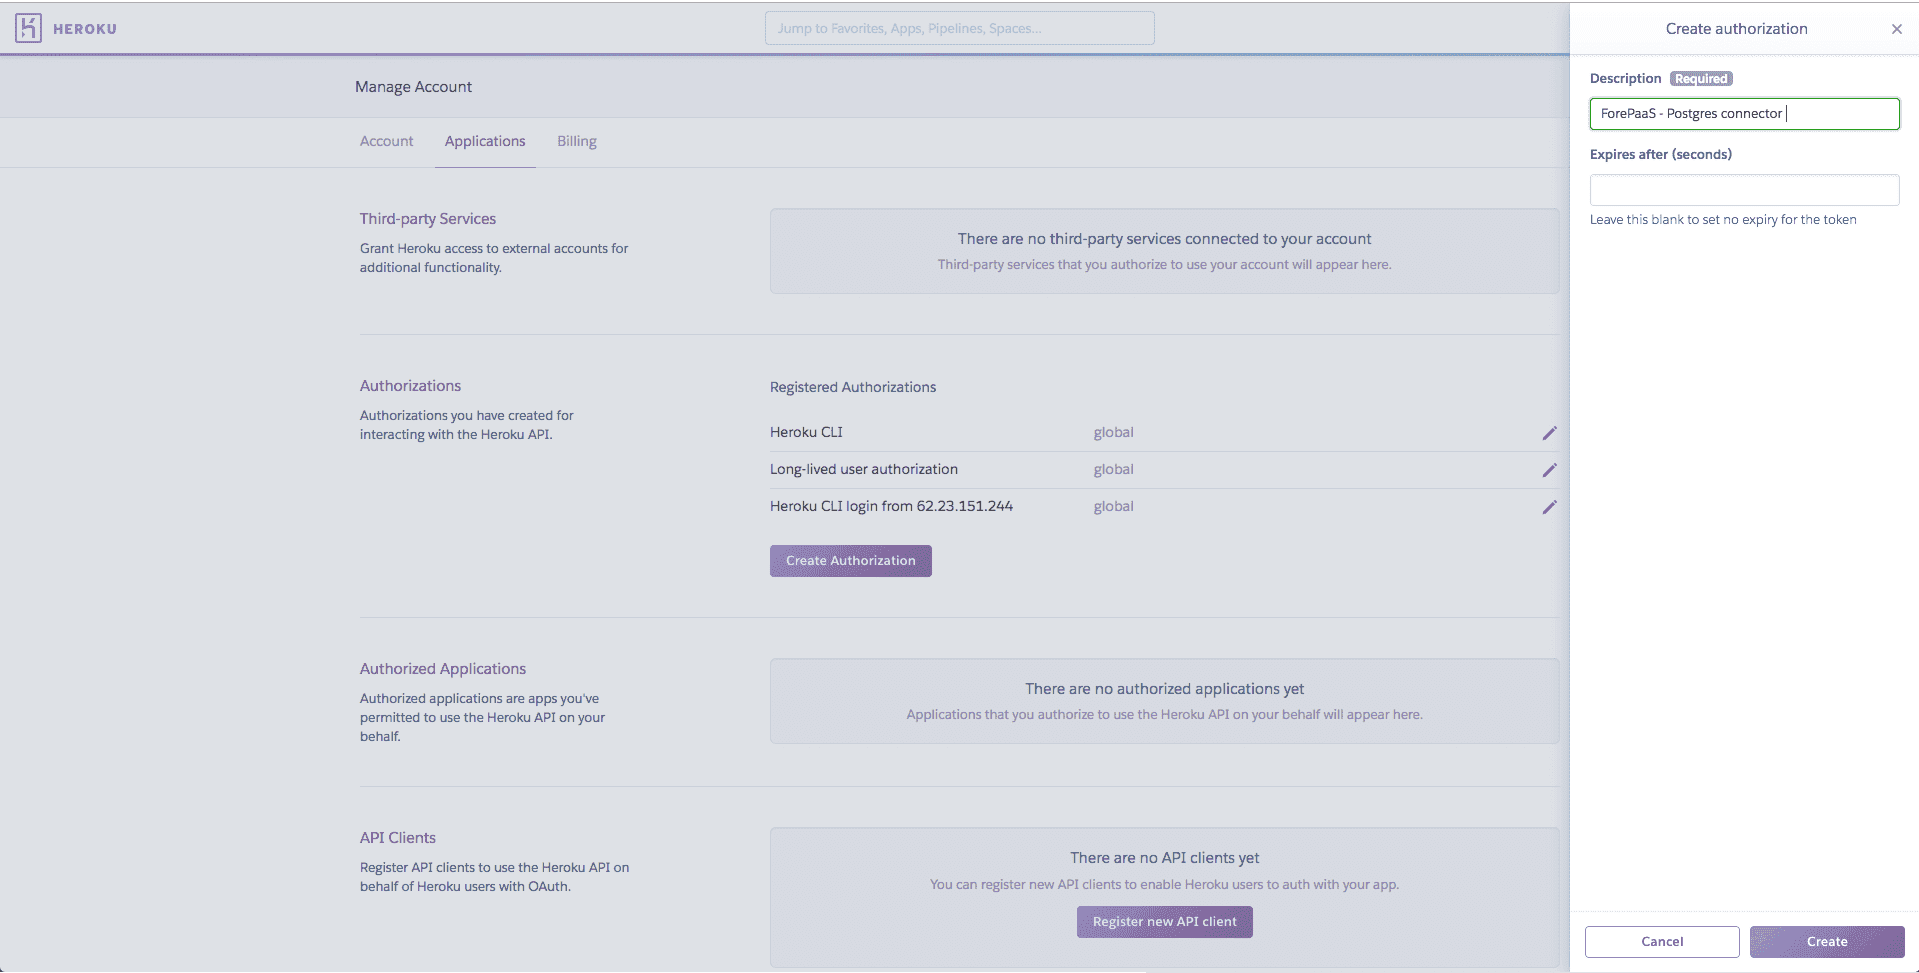 HEROKU
Jump to Favorites, Apps, Pipelines, Spaces...
Manage Account
Account
Applications
Billing
Third-party Services
Grant Heroku access to external accounts for
additional functionality.
There are no third-party services connected to your account
Third-party services that you authorize to use your account will appear here.
Authorizations
Authorizations you have created for
interacting with the Heroku API.
Registered Authorizations
Heroku CLI global
Long-lived user authorization global
Heroku CLI login from 62.23.151.244 global
Create Authorization
Authorized Applications
Authorized applications are apps you've
permitted to use the Heroku API on your
behalf.
There are no authorized applications yet
Applications that you authorize to use the Heroku API on your behalf will appear here.
API Clients
Register API clients to use the Heroku API on
behalf of Heroku users with OAuth.
There are no API clients yet
You can register new API clients to enable Heroku users to auth with your app.
Register new API client
Create authorization
Description Required
ForePaaS - Postgres connector
Expires after (seconds)
Leave this blank to set no expiry for the token
Cancel
Create